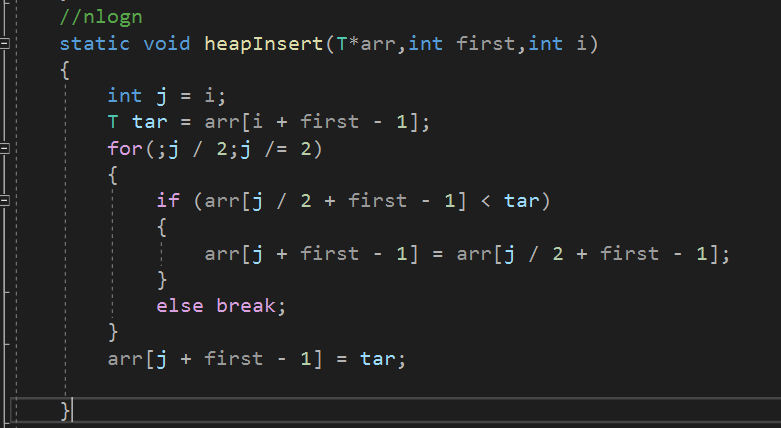 //nlogn
static void heapInsert(T*arr,int first,int i)
{
int j = i;
T tar = arr[i + first - 1];
for(;j / 2;j /= 2)
{
if (arr[j / 2 + first - 1] < tar)
{
arr[j + first - 1] = arr[j / 2 + first - 1];
}
else break;
}
arr[j + first - 1] = tar;
}